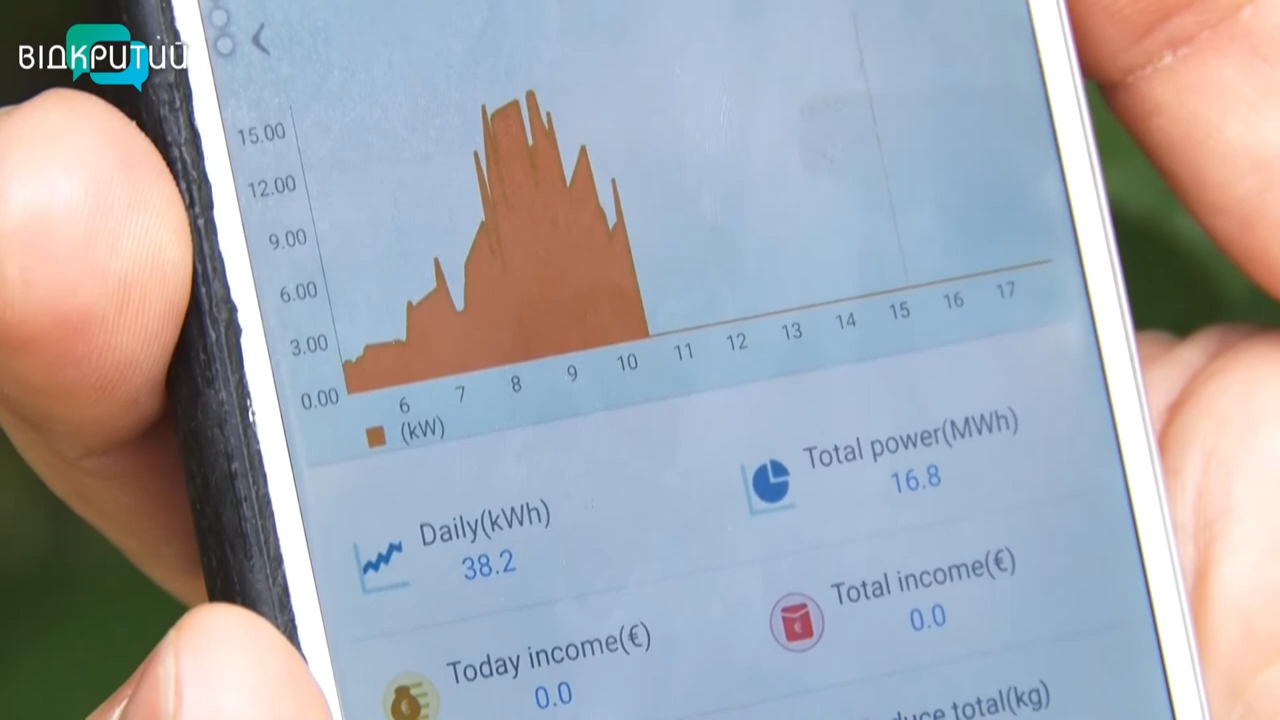 ВІДКРИТИЙ
15.00
12.00
9.00
6.00
3.00
0.00
6 7 8 9 10 11 12 13 14 15 16 17
(kW)
Daily(kWh)
38.2
Total power(MWh)
16.8
Today income(€)
0.0
Total income(€)
0.0
total(kg)